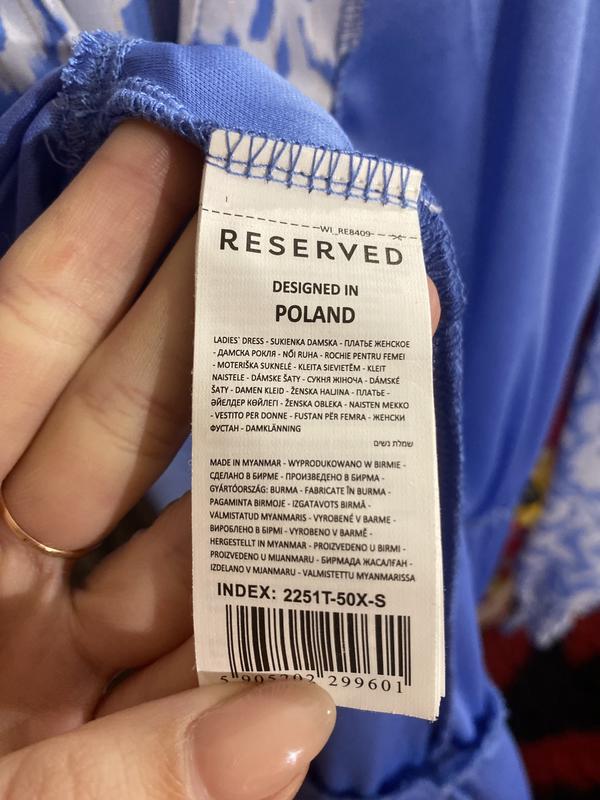 WI_RE8409
RESERVED
DESIGNED IN
POLAND
LADIES` DRESS - SUKIENKA DAMSKA - ПЛАТЬЕ ЖЕНСКОЕ
- ДАМСКА РОКЛЯ - NŐI RUHA - ROCHIE PENTRU FEMEI
- MOTERIŠKA SUKNELĖ - KLEITA SIEVIETĒM - KLEIT
NAISTELE - DÁMSKE ŠATY - СУКНЯ ЖІНОЧА - DÁMSKÉ
ŠATY - DAMEN KLEID - ŽENSKA HALJINA - ПЛАТЬЕ -
ӘЙЕЛДЕР КӨЙЛЕГІ - ŽENSKA OBLEKA - NAISTEN MEKKO
- VESTITO PER DONNE - FUSTAN PËR FEMRA - ЖЕНСКИ
ФУСТАН - DAMKLÄNNING
שמלת נשים
MADE IN MYANMAR - WYPRODUKOWANO W BIRMIE -
СДЕЛАНО В БИРМЕ - ПРОИЗВЕДЕНО В БИРМА -
GYÁRTÓORSZÁG: BURMA - FABRICATE ÎN BURMA -
PAGAMINTA BIRMOJE - IZGATAVOTS BIRMĀ -
VALMISTATUD MYANMARIS - VYROBENÉ V BARME -
ВИРОБЛЕНО В БІРМІ - VYROBENO V BARMĚ -
HERGESTELLT IN MYANMAR - PROIZVEDENO U BIRMI -
PROIZVEDENO U MIJANMARU - БИРМАДА ЖАСАЛҒАН -
IZDELANO V MJANMARU - VALMISTETTU MYANMARISSA
INDEX: 2251T-50X-S
299601